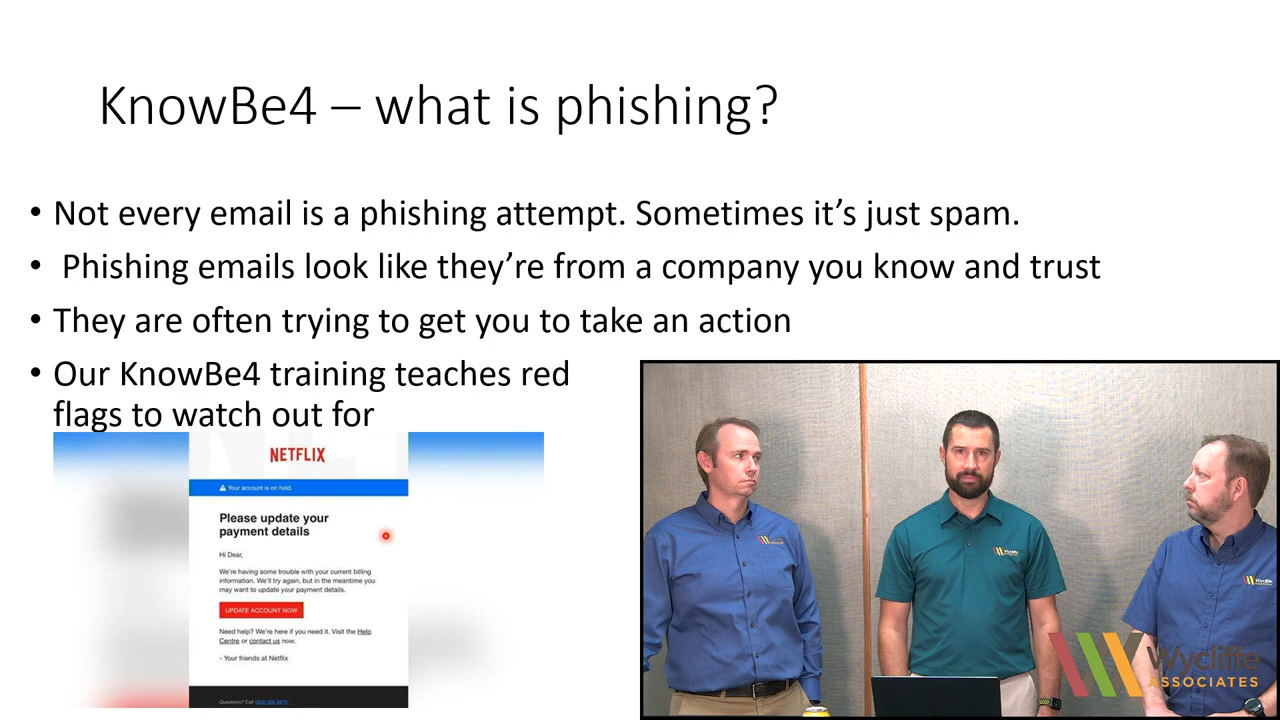 KnowBe4 – what is phishing?
• Not every email is a phishing attempt. Sometimes it’s just spam.
• Phishing emails look like they’re from a company you know and trust
• They are often trying to get you to take an action
• Our KnowBe4 training teaches red
flags to watch out for
NETFLIX
Your account is on hold.
Please update your
payment details
Hi Dear,
We're having some trouble with your current billing
information. We'll try again, but in the meantime you
may want to update your payment details.
UPDATE ACCOUNT NOW
Need help? We're here if you need it. Visit the Help
Centre or contact us now.
- Your friends at Netflix
Questions? Call
Wycliffe
ASSOCIATES